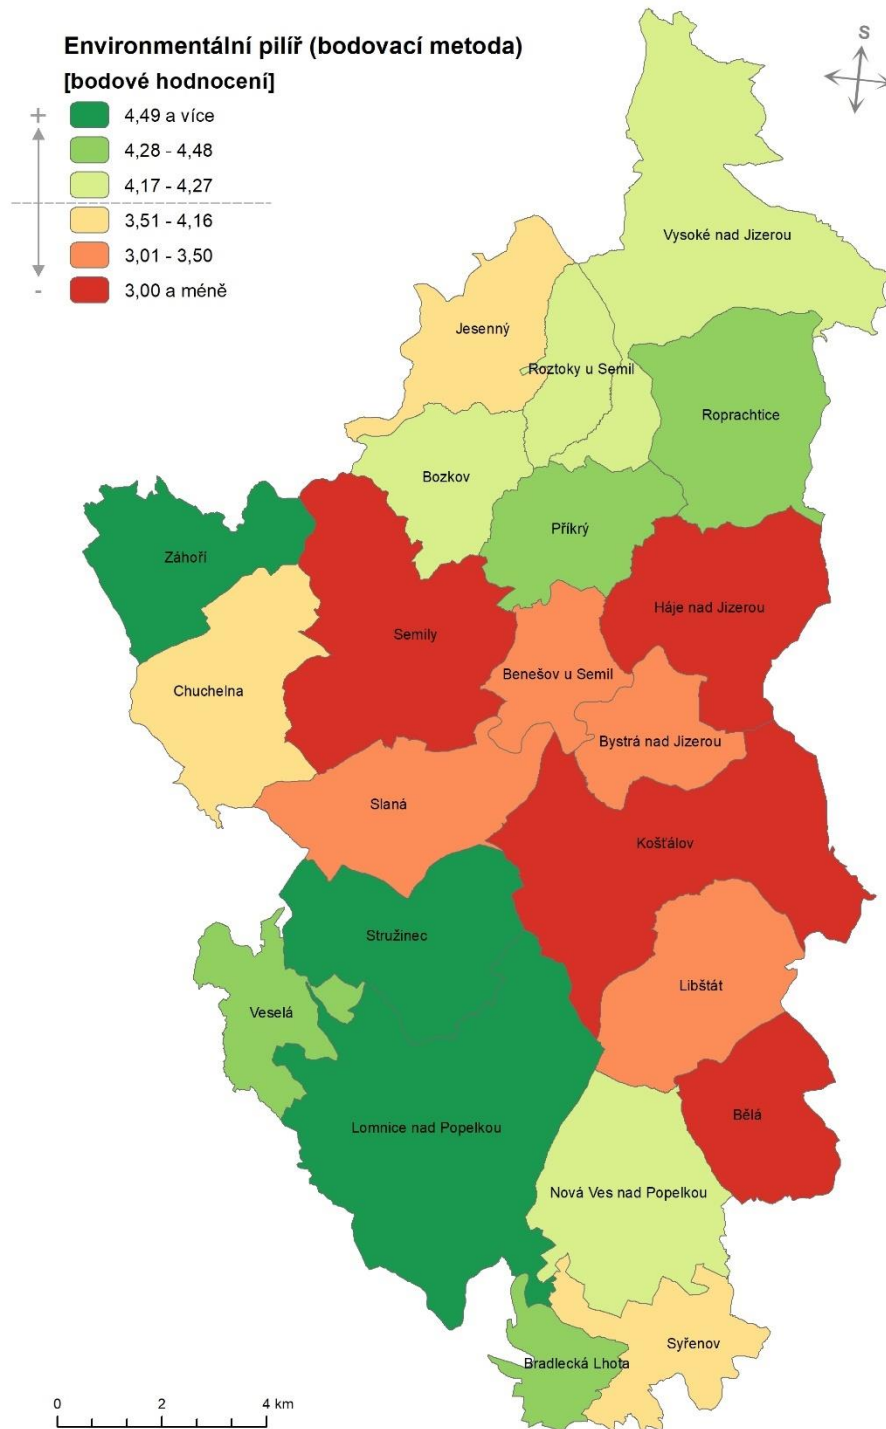 Environmentální pilíř (bodovací metoda)
[bodové hodnocení]
+
4,49 a více
4,28 - 4,48
4,17 - 4,27
3,51 - 4,16
3,01 - 3,50
-
3,00 a méně
S
Vysoké nad Jizerou
Jesenný
Roztoky u Semil
Roprachtice
Bozkov
Příkrý
Záhoří
Háje nad Jizerou
Semily
Benešov u Semil
Chuchelna
Bystrá nad Jizerou
Slaná
Košťálov
Stružinec
Libštát
Veselá
Bělá
Lomnice nad Popelkou
Nová Ves nad Popelkou
Syřenov
Bradlecká Lhota
0 2 4 km